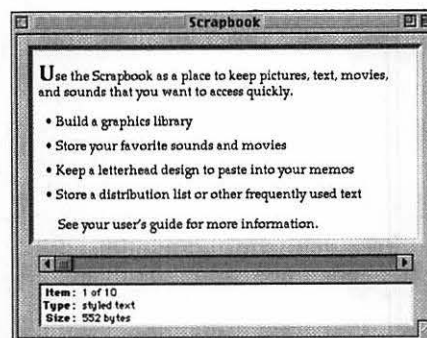 Scrapbook
Use the Scrapbook as a place to keep pictures, text, movies,
and sounds that you want to access quickly.
• Build a graphics library
• Store your favorite sounds and movies
• Keep a letterhead design to paste into your memos
• Store a distribution list or other frequently used text
See your user's guide for more information.
Item: 1 of 10
Type: styled text
Size: 552 bytes